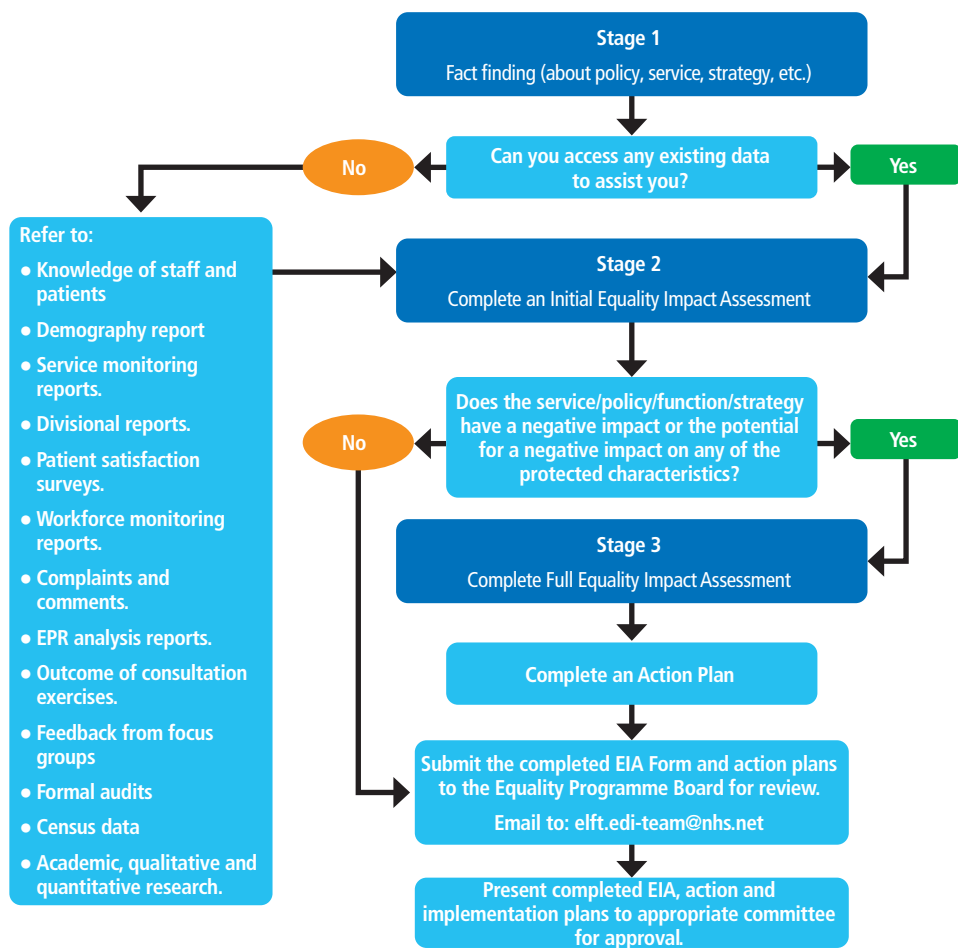 Stage 1
Fact finding (about policy, service, strategy, etc.)
Can you access any existing data
to assist you?
No
Yes
Refer to:
● Knowledge of staff and
patients
● Demography report
● Service monitoring
reports.
● Divisional reports.
● Patient satisfaction
surveys.
● Workforce monitoring
reports.
● Complaints and
comments.
● EPR analysis reports.
● Outcome of consultation
exercises.
● Feedback from focus
groups
● Formal audits
● Census data
● Academic, qualitative and
quantitative research.
Stage 2
Complete an Initial Equality Impact Assessment
Does the service/policy/function/strategy
have a negative impact or the potential
for a negative impact on any of the
protected characteristics?
No
Yes
Stage 3
Complete Full Equality Impact Assessment
Complete an Action Plan
Submit the completed EIA Form and action plans
to the Equality Programme Board for review.
Email to: elft.edi-team@nhs.net
Present completed EIA, action and
implementation plans to appropriate committee
for approval.